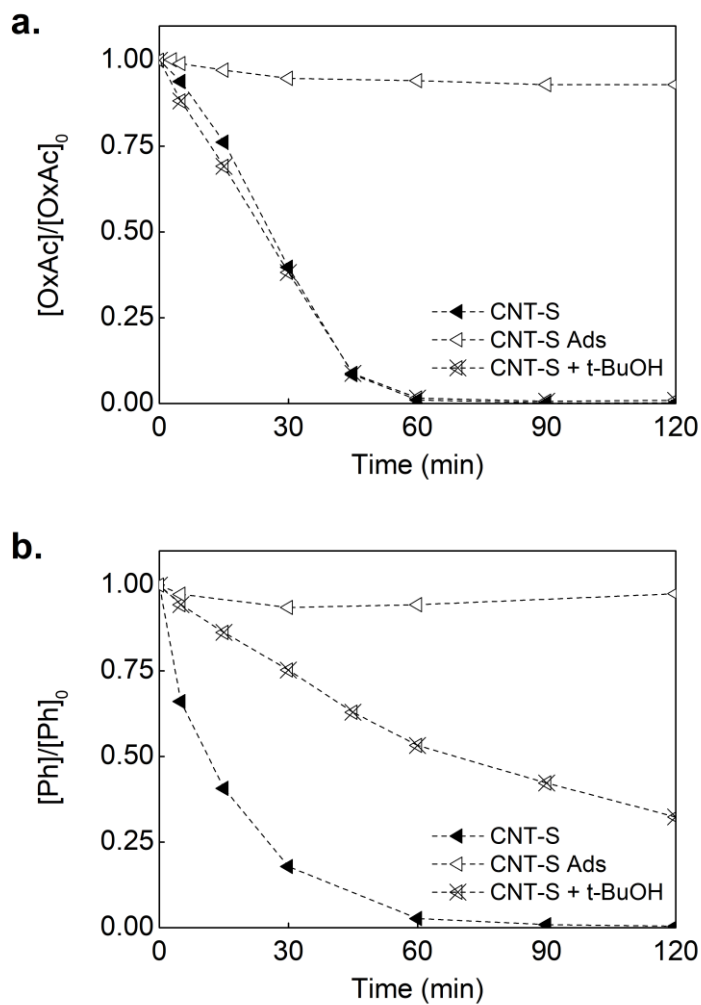 a.
1.00
0.75
0.50
0.25
0.00
[OxAc]/[OxAc]0
CNT-S
CNT-S Ads
CNT-S + t-BuOH
0 30 60 90 120
Time (min)
b.
1.00
0.75
0.50
0.25
0.00
[Ph]/[Ph]0
CNT-S
CNT-S Ads
CNT-S + t-BuOH
0 30 60 90 120
Time (min)